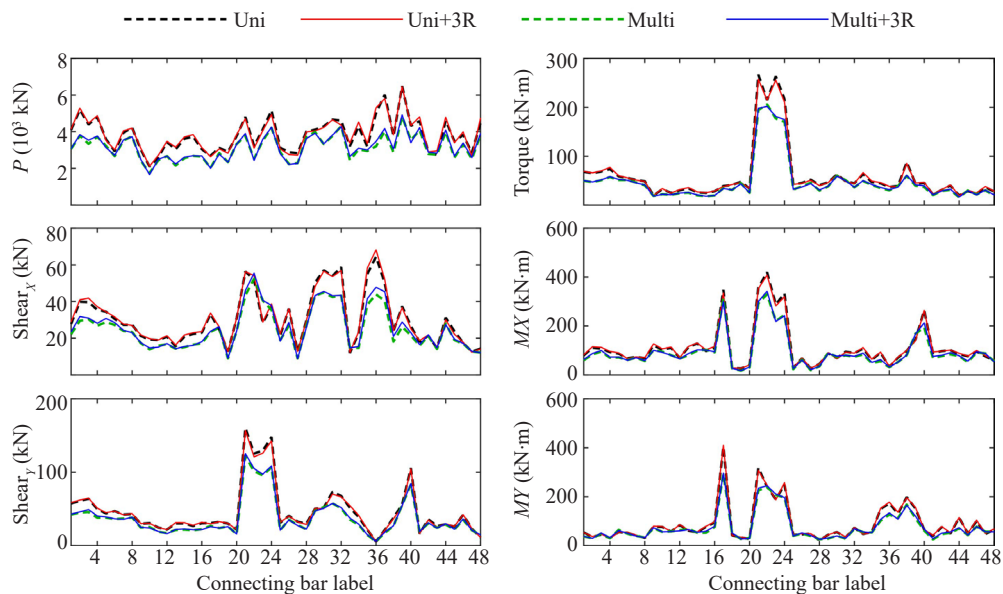 Uni Uni+3R Multi Multi+3R
8
6
4
2
P (10³ kN)
300
200
100
Torque (kN·m)
80
60
40
20
Shear_X (kN)
600
400
200
0
MX (kN·m)
200
100
0
Shear_Y (kN)
4 8 12 16 20 24 28 32 36 40 44 48
Connecting bar label
600
400
200
0
MY (kN·m)
4 8 12 16 20 24 28 32 36 40 44 48
Connecting bar label